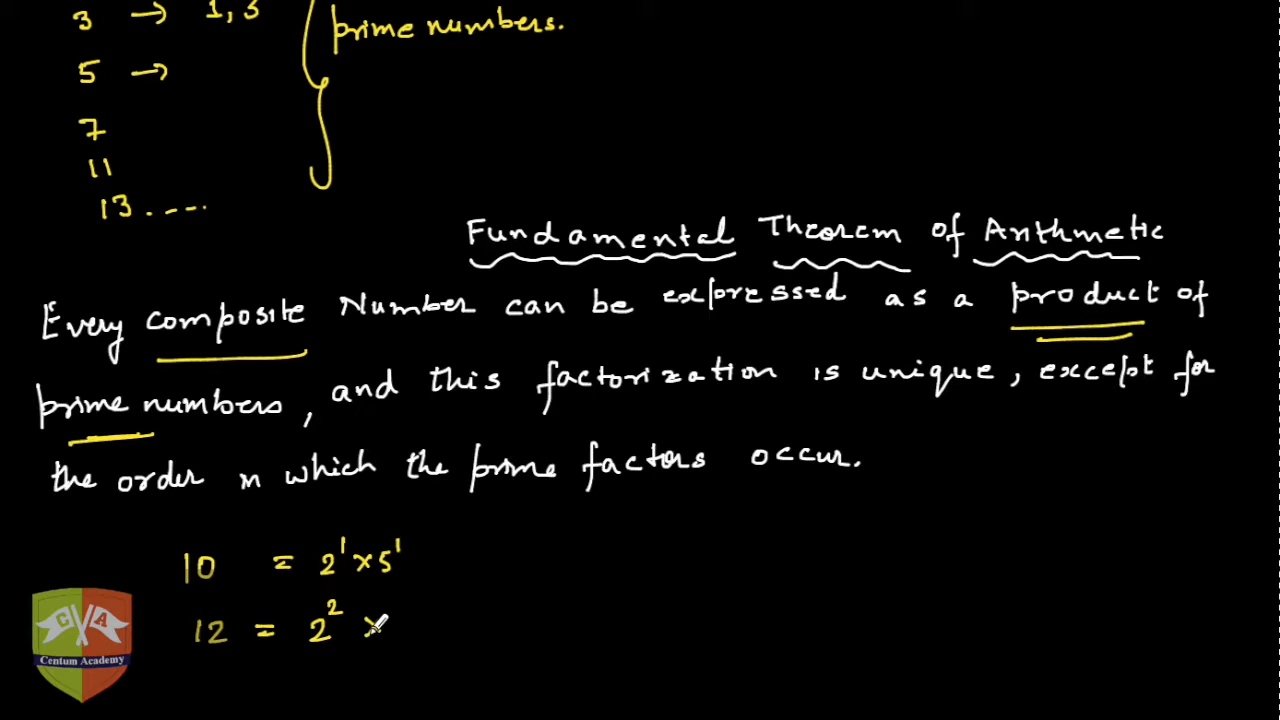 3 → 1, 3
prime numbers.
5 →
7
11
13 . - - - .
Fundamental Theorem of Arithmetic
Every composite Number can be expressed as a product of
prime numbers, and this factorization is unique, except for
the order in which the prime factors occur.
10 = 2¹ × 5¹
12 = 2² ×
C A
Centum Academy